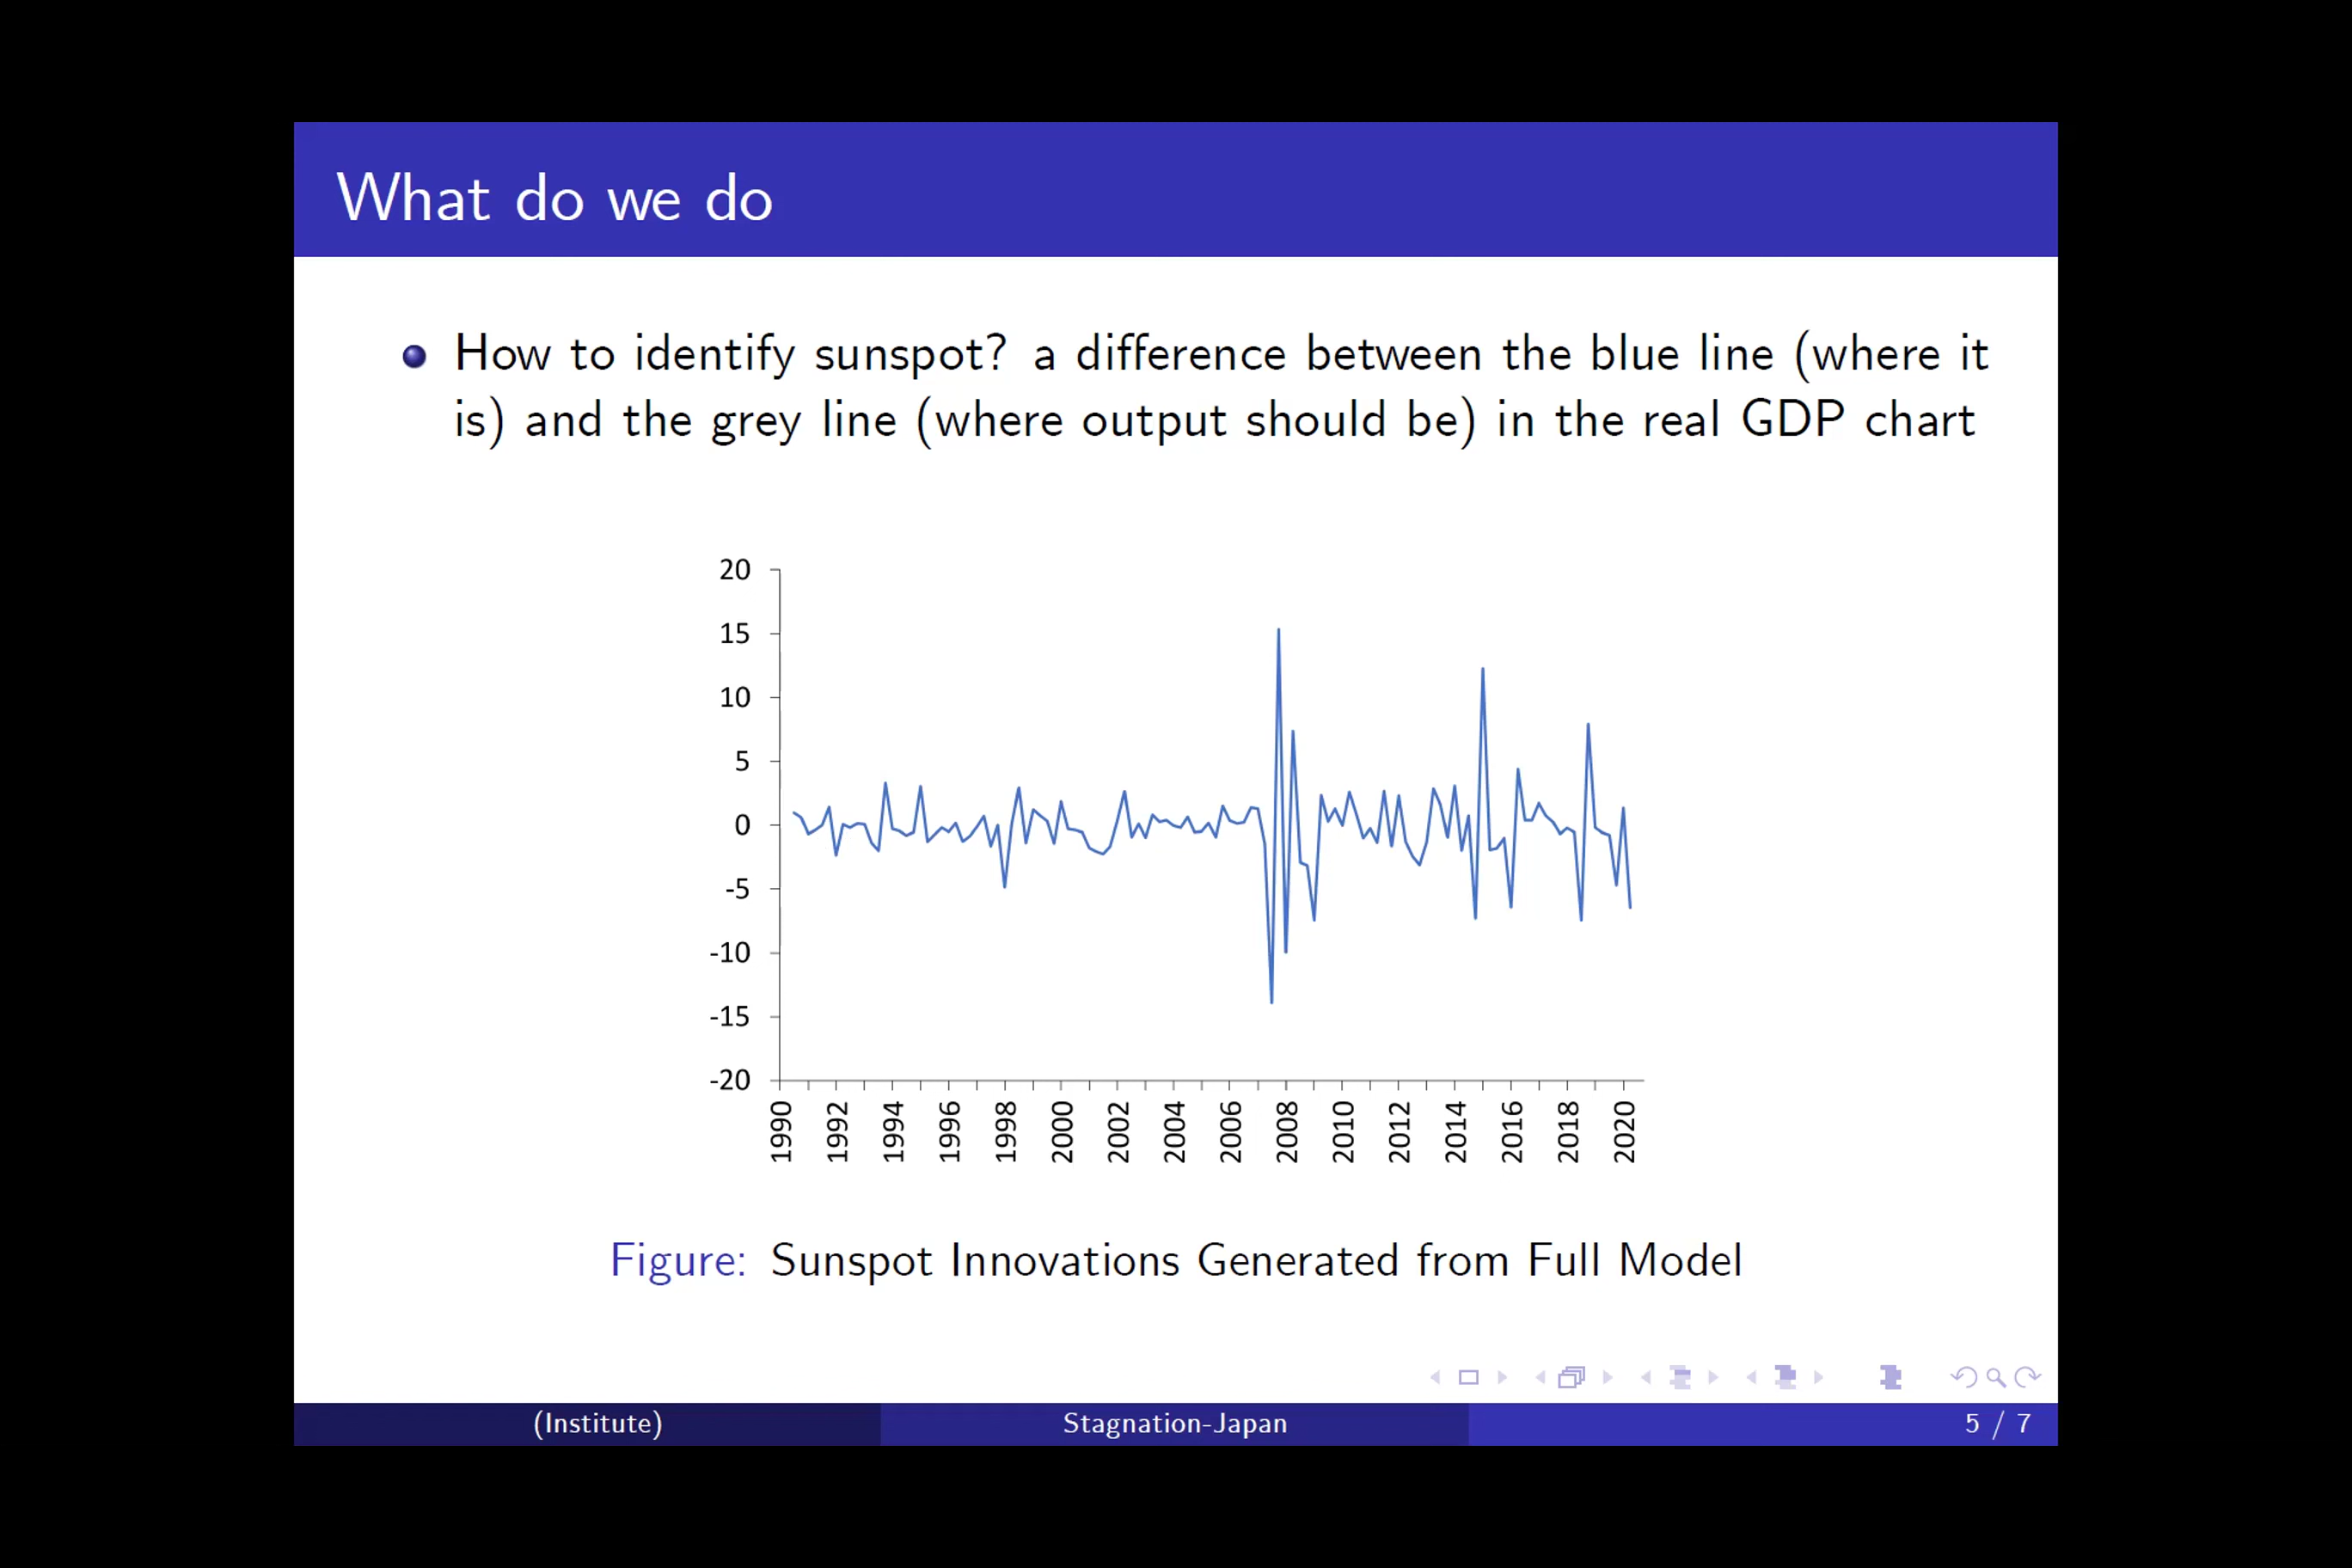 What do we do
How to identify sunspot? a difference between the blue line (where it
is) and the grey line (where output should be) in the real GDP chart
20
15
10
5
0
-5
-10
-15
-20
1990 1992 1994 1996 1998 2000 2002 2004 2006 2008 2010 2012 2014 2016 2018 2020
Figure: Sunspot Innovations Generated from Full Model
(Institute) Stagnation-Japan 5 / 7